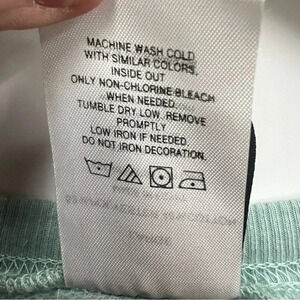 MACHINE WASH COLD
WITH SIMILAR COLORS,
INSIDE OUT
ONLY NON-CHLORINE BLEACH
WHEN NEEDED
TUMBLE DRY LOW. REMOVE
PROMPTLY
LOW IRON IF NEEDED.
DO NOT IRON DECORATION.